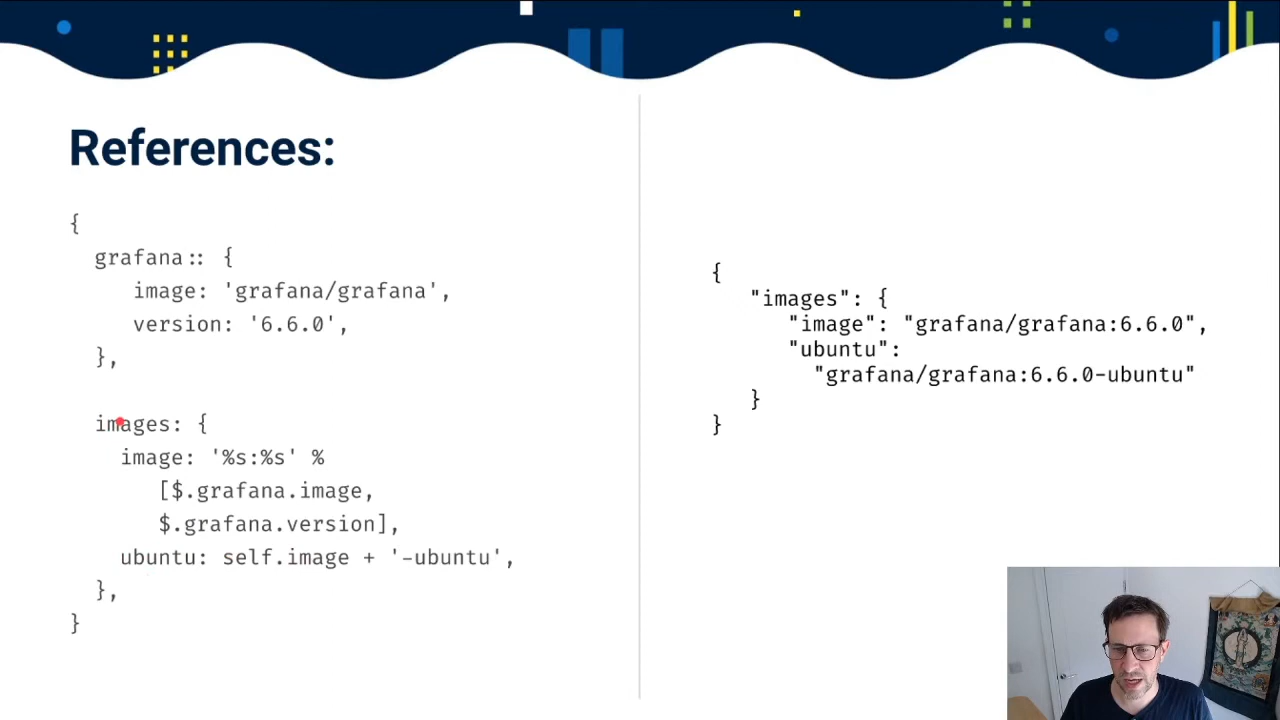 References:
{
grafana:: {
image: 'grafana/grafana',
version: '6.6.0',
},
images: {
image: '%s:%s' %
[$.grafana.image,
$.grafana.version],
ubuntu: self.image + '-ubuntu',
},
}
{
"images": {
"image": "grafana/grafana:6.6.0",
"ubuntu":
"grafana/grafana:6.6.0-ubuntu"
}
}